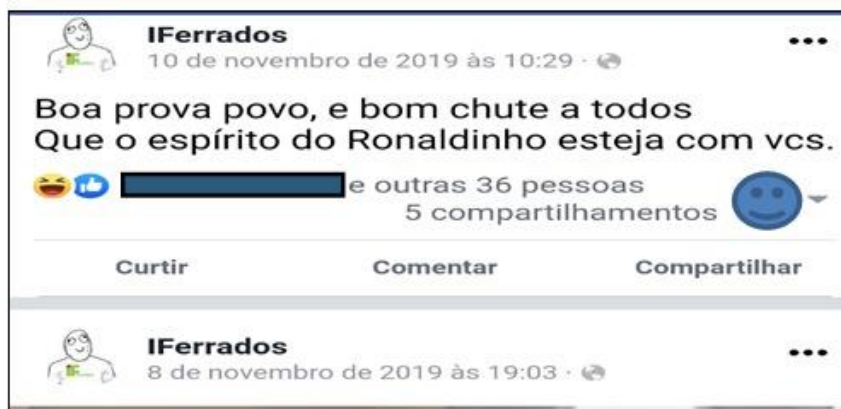 IFerrados
10 de novembro de 2019 às 10:29 ·
Boa prova povo, e bom chute a todos
Que o espírito do Ronaldinho esteja com vcs.
e outras 36 pessoas
5 compartilhamentos
Curtir Comentar Compartilhar
IFerrados
8 de novembro de 2019 às 19:03 ·